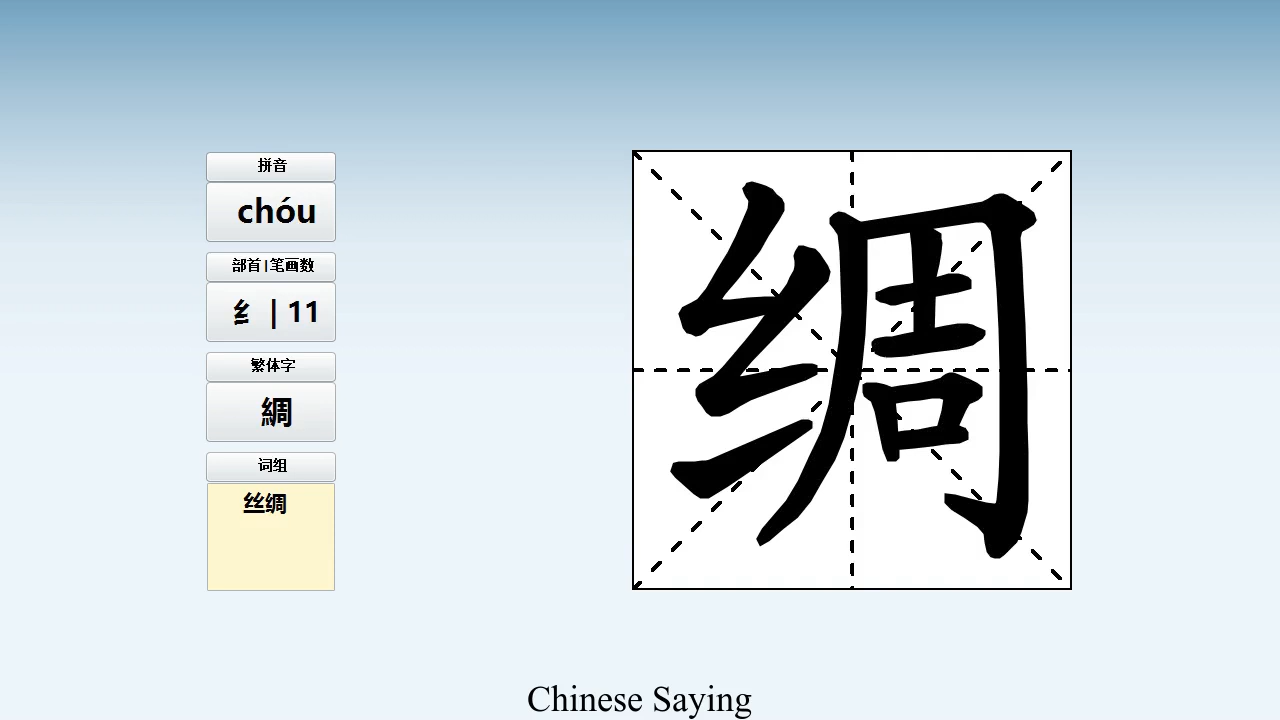 拼音
chóu
部首|笔画数
纟 | 11
繁体字
綢
词组
丝绸
绸
Chinese Saying